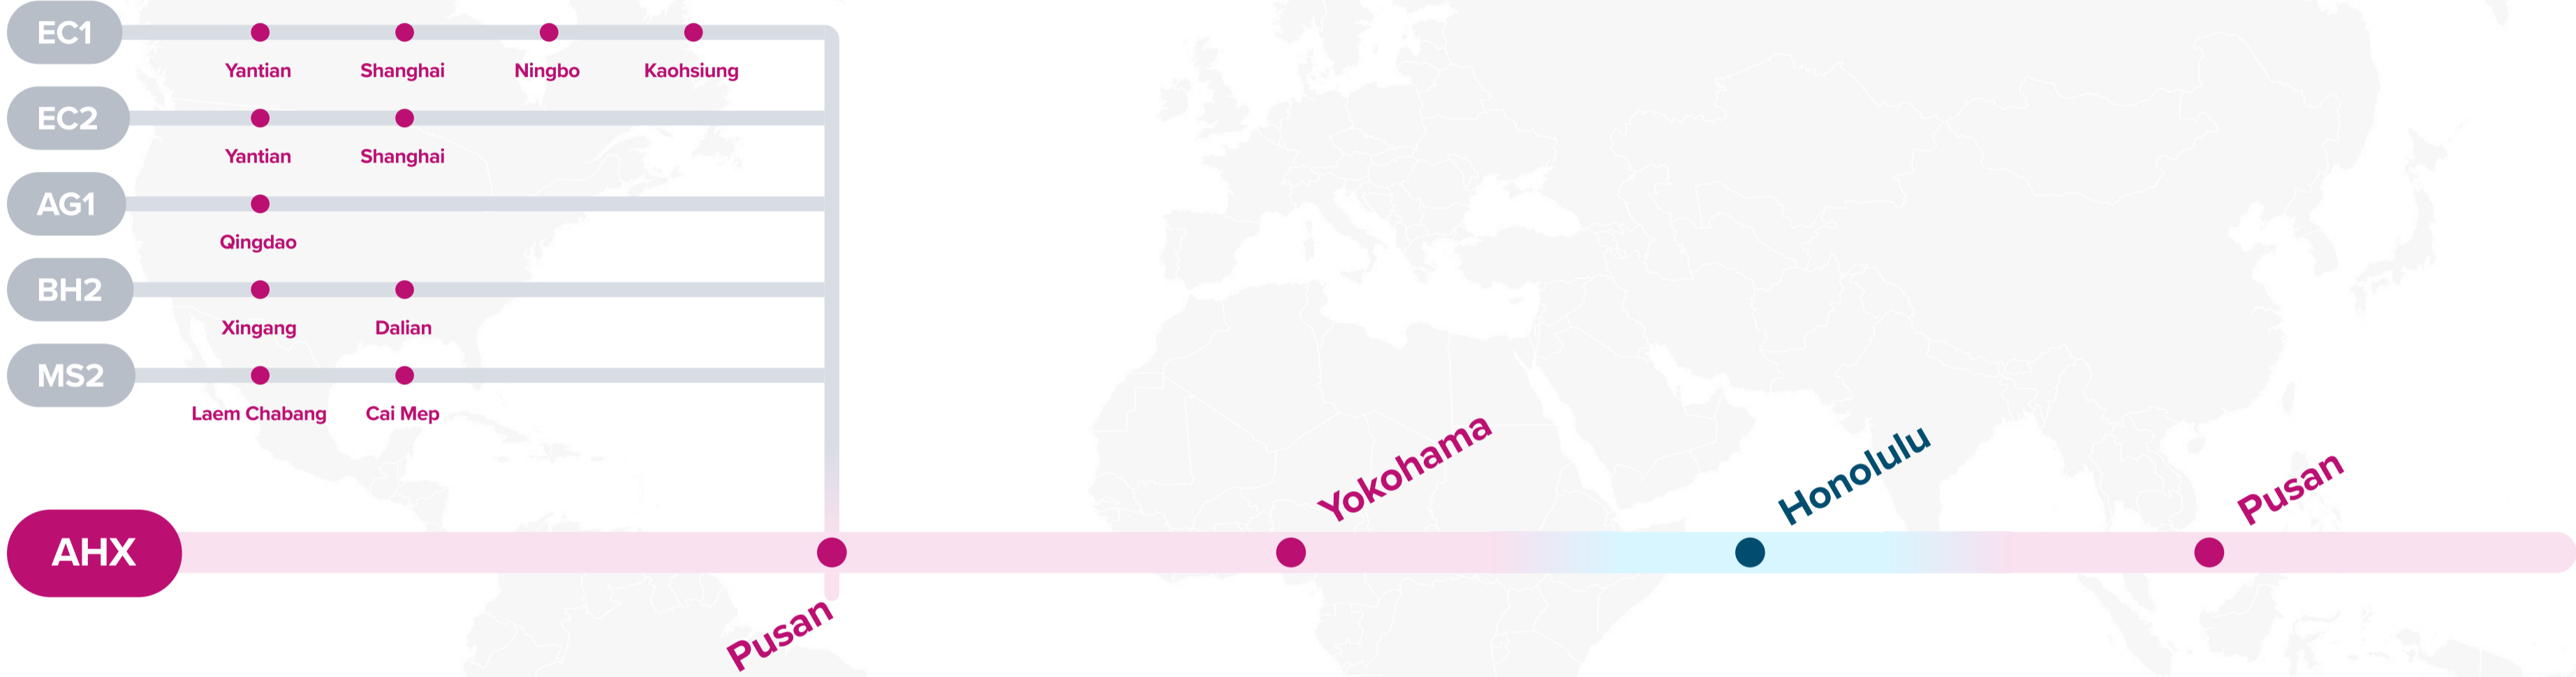 EC1
Yantian Shanghai Ningbo Kaohsiung
EC2
Yantian Shanghai
AG1
Qingdao
BH2
Xingang Dalian
MS2
Laem Chabang Cai Mep
AHX
Pusan
Yokohama
Honolulu
Pusan